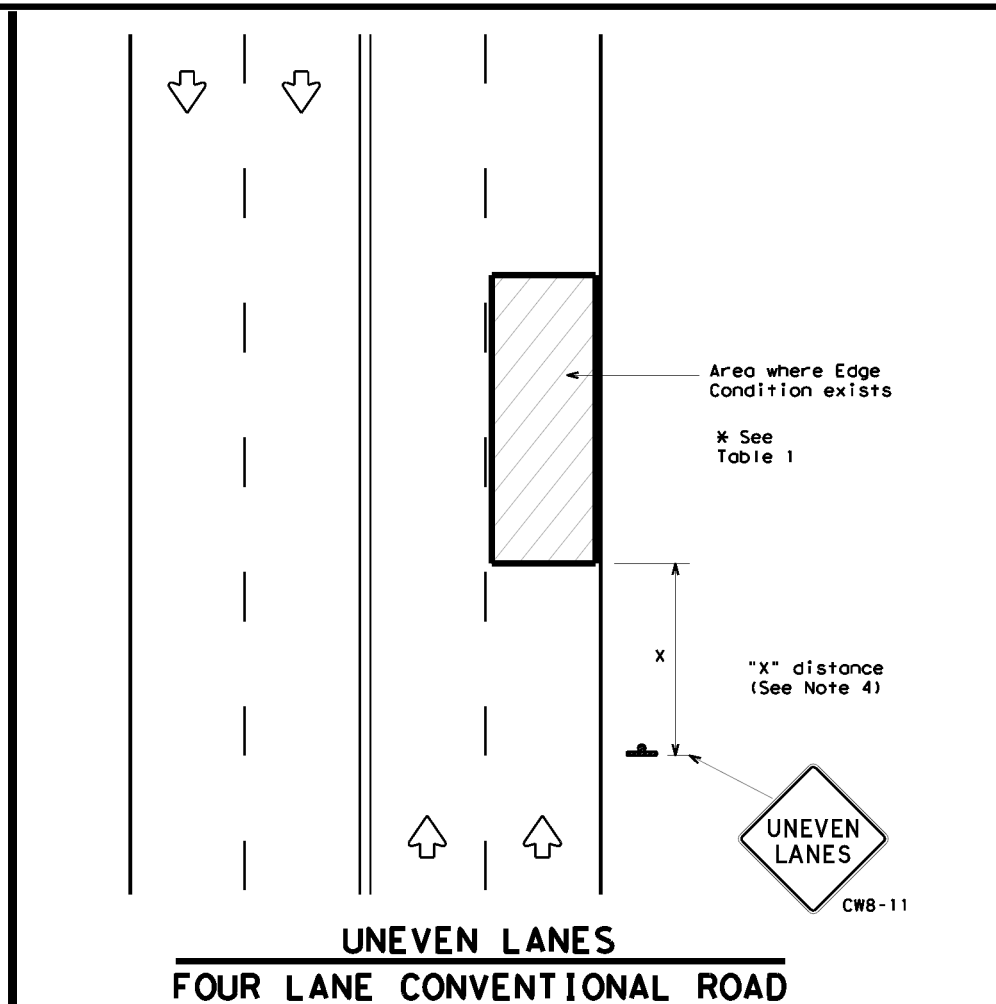 Area where Edge
Condition exists
* See
Table 1
X
"X" distance
(See Note 4)
UNEVEN
LANES
CW8-11
UNEVEN LANES
FOUR LANE CONVENTIONAL ROAD